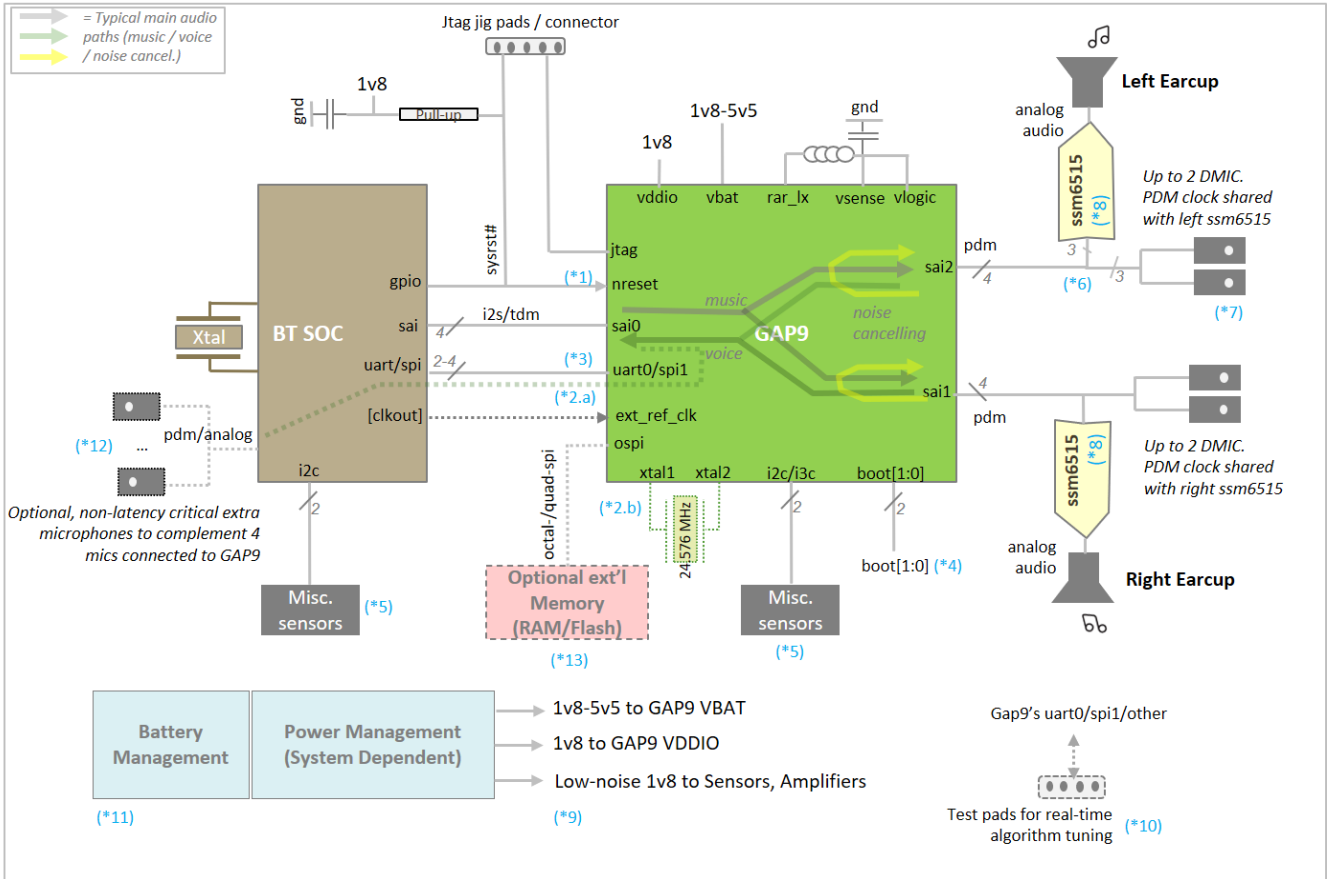 = Typical main audio
paths (music / voice
/ noise cancel.)
Jtag jig pads / connector
1v8
gnd
Pull-up
sysrst#
1v8
1v8-5v5
gnd
vddio
vbat
rar_lx
vsense
vlogic
jtag
gpio
(*1)
nreset
sai
4
i2s/tdm
sai0
BT SOC
Xtal
uart/spi
2-4
(*3)
uart0/spi1
(*2.a)
[clkout]
ext_ref_clk
ospi
music
voice
GAP9
noise
cancelling
sai2
sai1
xtal1
xtal2
i2c/i3c
boot[1:0]
pdm
4
3
3
(*6)
4
pdm
Left Earcup
analog
audio
ssm6515
(*8)
Up to 2 DMIC.
PDM clock shared
with left ssm6515
(*7)
ssm6515
(*8)
Up to 2 DMIC.
PDM clock shared
with right ssm6515
analog
audio
Right Earcup
(*12)
...
pdm/analog
i2c
2
Optional, non-latency critical extra
microphones to complement 4
mics connected to GAP9
Misc.
sensors
(*5)
octal-/quad-spi
Optional ext’l
Memory
(RAM/Flash)
(*13)
(*2.b)
24.576 MHz
2
Misc.
sensors
(*5)
2
boot[1:0] (*4)
Battery
Management
(*11)
Power Management
(System Dependent)
1v8-5v5 to GAP9 VBAT
1v8 to GAP9 VDDIO
Low-noise 1v8 to Sensors, Amplifiers
(*9)
Gap9’s uart0/spi1/other
Test pads for real-time
algorithm tuning
(*10)